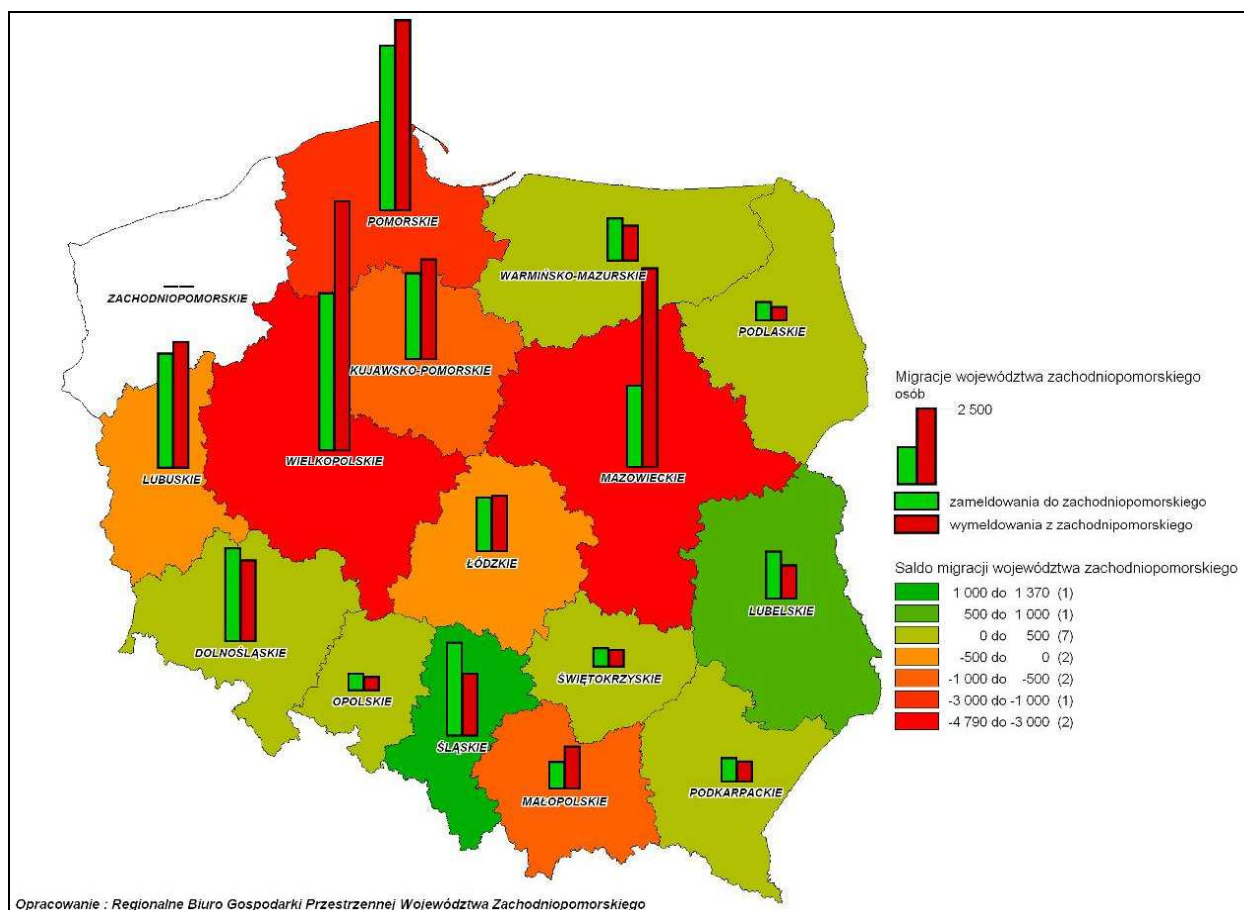 POMORSKIE
WARMIŃSKO-MAZURSKIE
ZACHODNIOPOMORSKIE
PODLASKIE
KUJAWSKO-POMORSKIE
WIELKOPOLSKIE
MAZOWIECKIE
LUBUSKIE
ŁÓDZKIE
LUBELSKIE
DOLNOŚLĄSKIE
OPOLSKIE
ŚWIĘTOKRZYSKIE
ŚLĄSKIE
MAŁOPOLSKIE
PODKARPACKIE
Migracje województwa zachodniopomorskiego
osób
2 500
zameldowania do zachodniopomorskiego
wymeldowania z zachodnipomorskiego
Saldo migracji województwa zachodniopomorskiego
1 000 do 1 370 (1)
500 do 1 000 (1)
0 do 500 (7)
-500 do 0 (2)
-1 000 do -500 (2)
-3 000 do -1 000 (1)
-4 790 do -3 000 (2)
Opracowanie : Regionalne Biuro Gospodarki Przestrzennej Województwa Zachodniopomorskiego